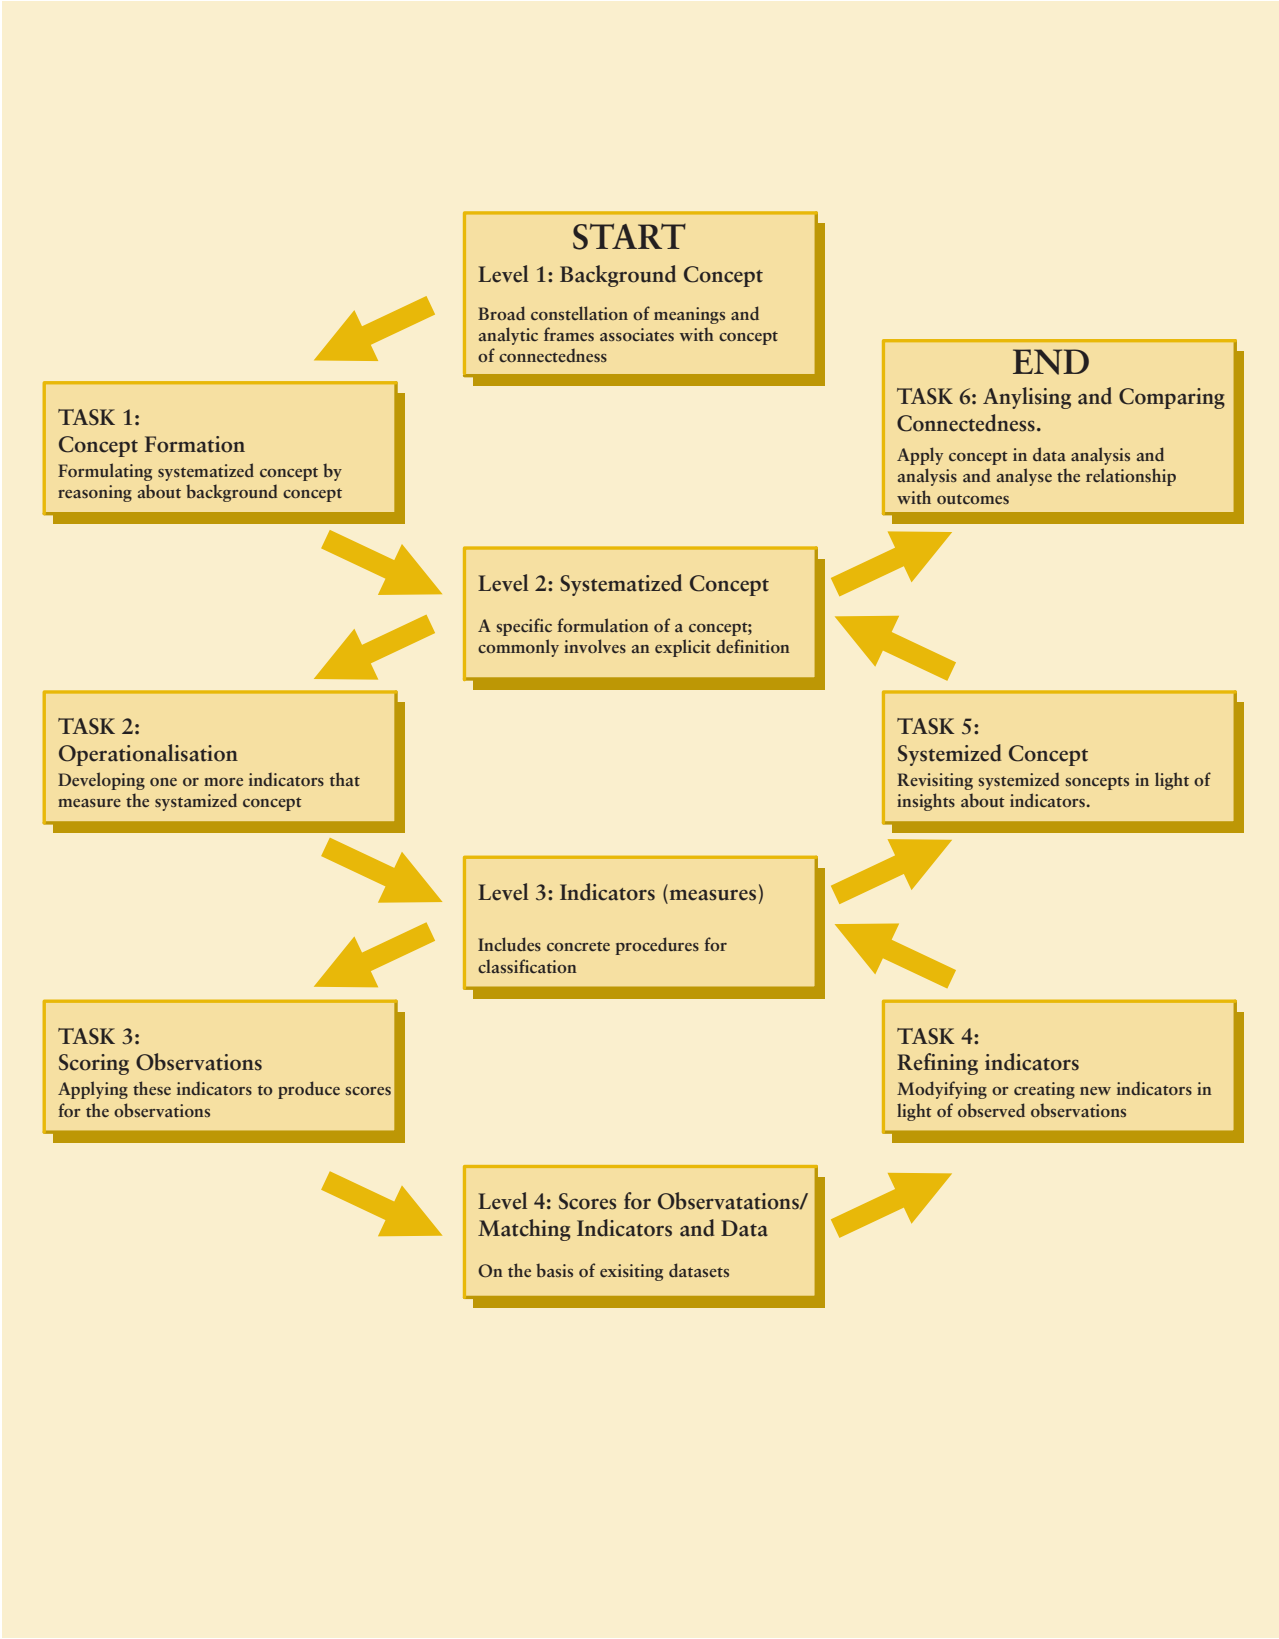 START
Level 1: Background Concept
Broad constellation of meanings and
analytic frames associates with concept
of connectedness
END
TASK 6: Anylising and Comparing
Connectedness.
Apply concept in data analysis and
analysis and analyse the relationship
with outcomes
TASK 1:
Concept Formation
Formulating systematized concept by
reasoning about background concept
Level 2: Systematized Concept
A specific formulation of a concept;
commonly involves an explicit definition
TASK 2:
Operationalisation
Developing one or more indicators that
measure the systamized concept
TASK 5:
Systemized Concept
Revisiting systemized soncepts in light of
insights about indicators.
Level 3: Indicators (measures)
Includes concrete procedures for
classification
TASK 3:
Scoring Observations
Applying these indicators to produce scores
for the observations
TASK 4:
Refining indicators
Modyifying or creating new indicators in
light of observed observations
Level 4: Scores for Observatations/
Matching Indicators and Data
On the basis of exisiting datasets